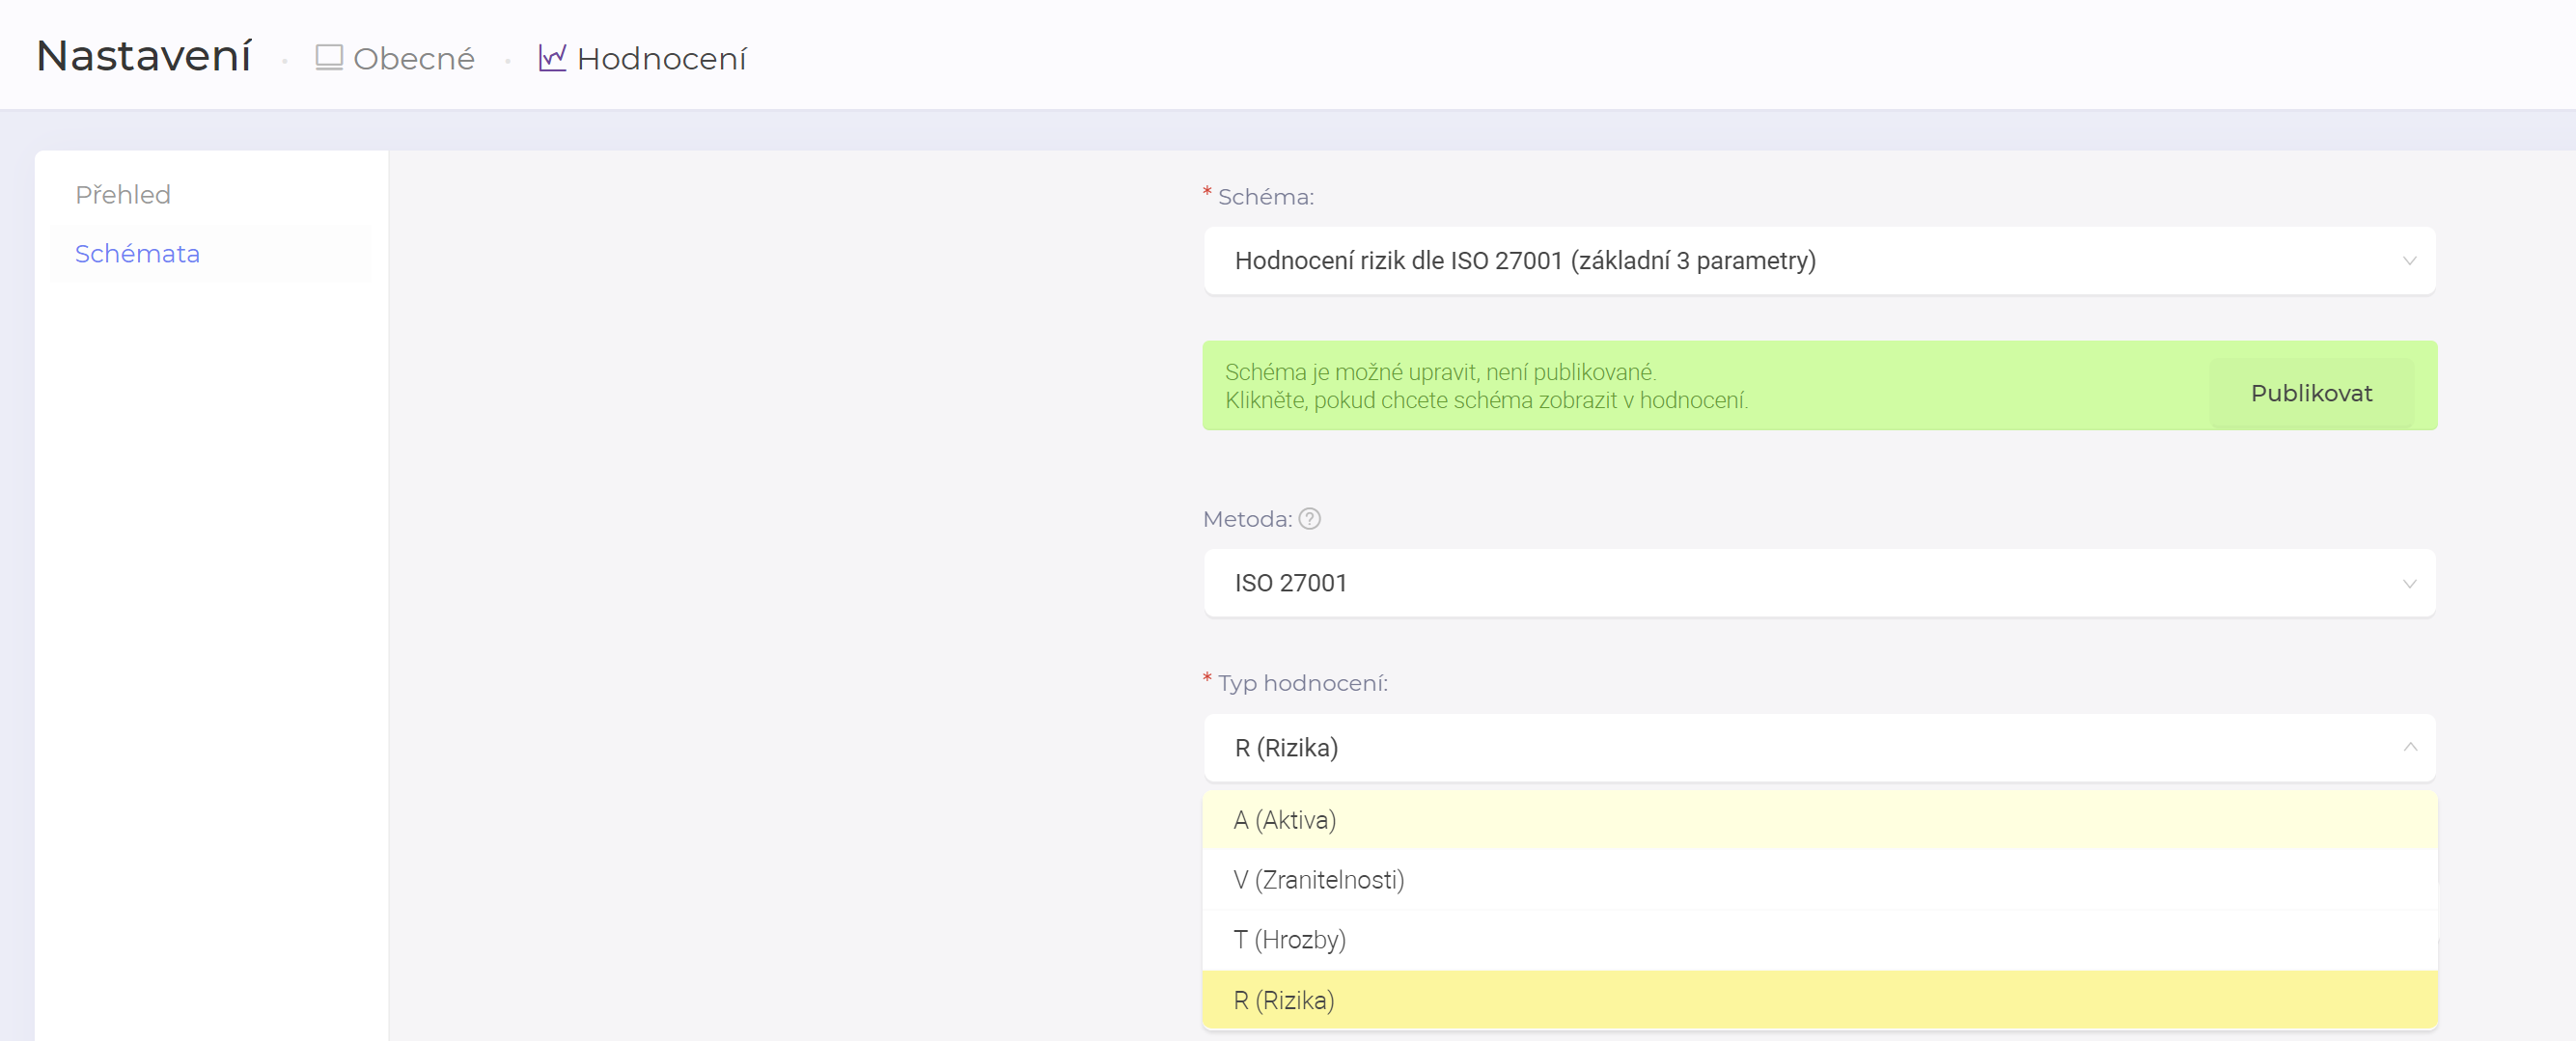 Nastavení · Obecné · Hodnocení
Přehled
Schémata
* Schéma:
Hodnocení rizik dle ISO 27001 (základní 3 parametry)
Schéma je možné upravit, není publikované.
Klikněte, pokud chcete schéma zobrazit v hodnocení.
Publikovat
Metoda: ?
ISO 27001
* Typ hodnocení:
R (Rizika)
A (Aktiva)
V (Zranitelnosti)
T (Hrozby)
R (Rizika)